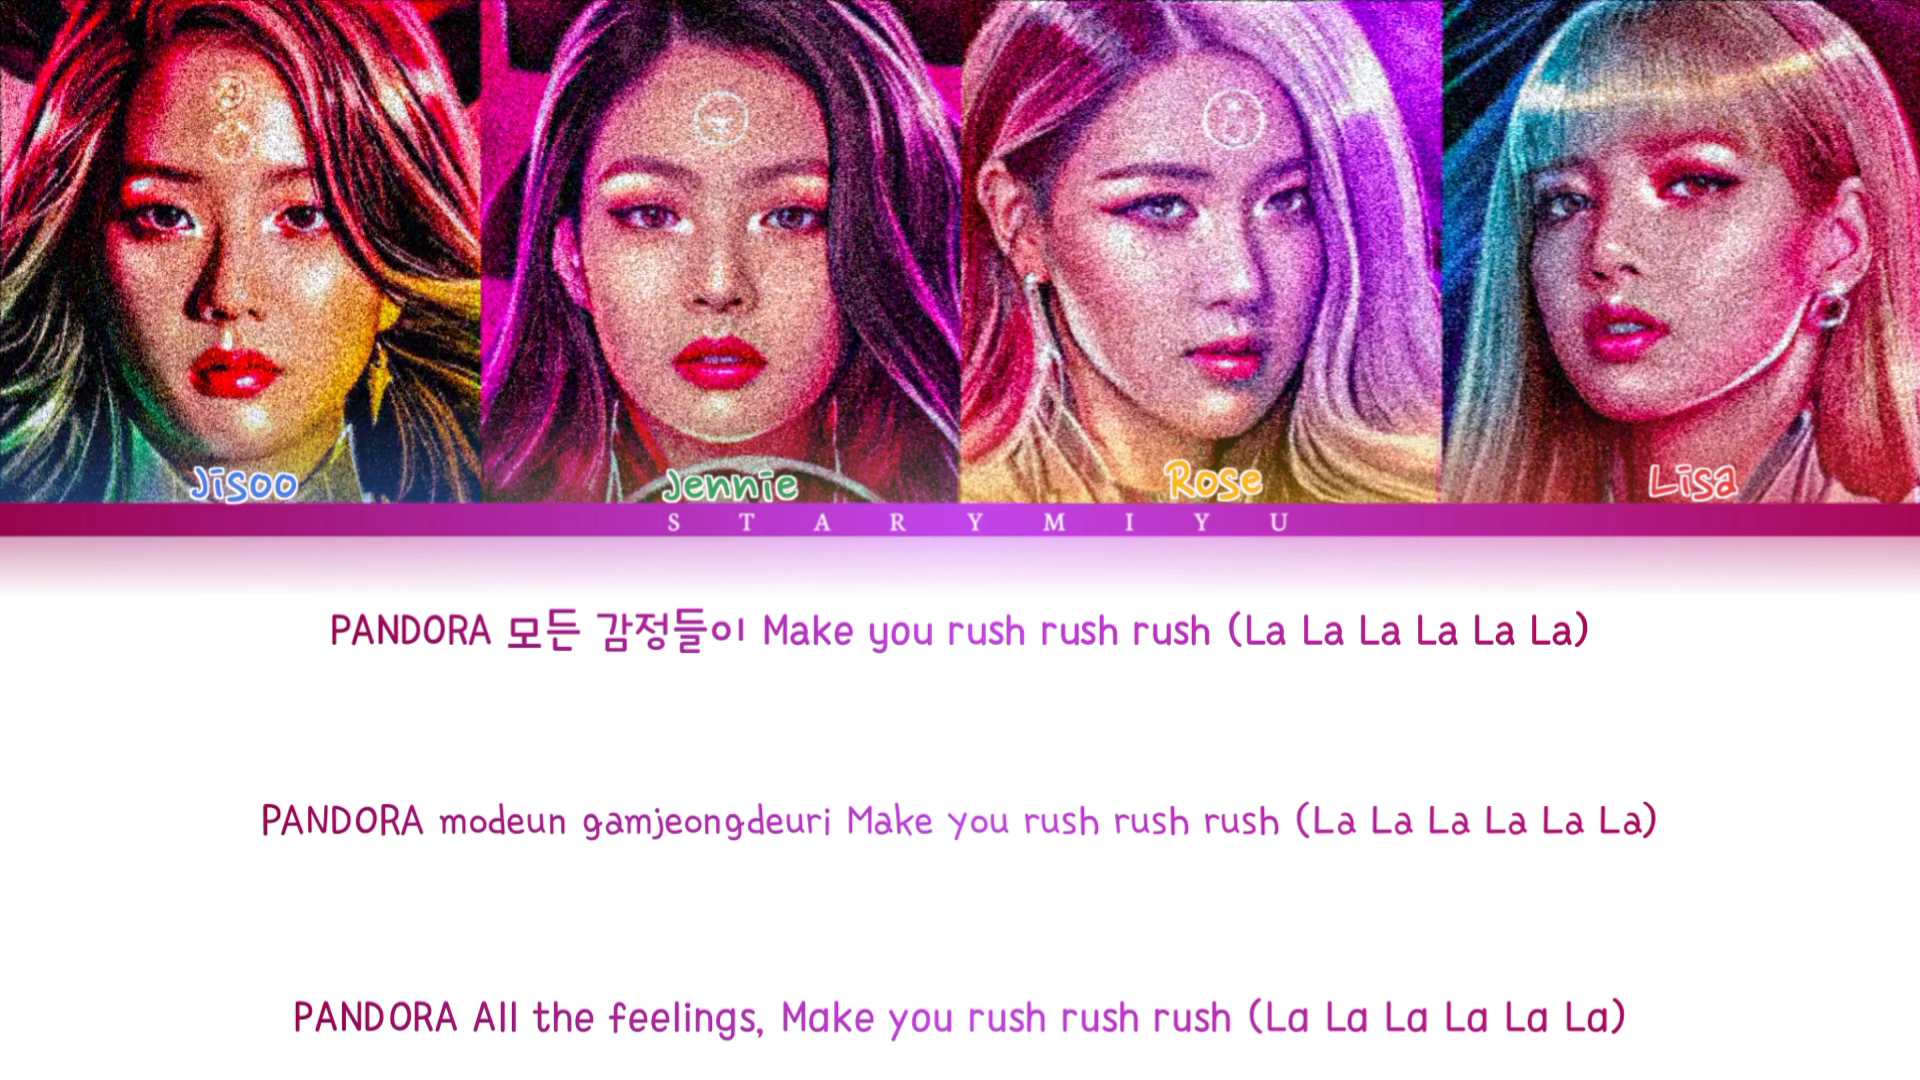 Jisoo
Jennie
Rose
Lisa
STARYMIYU
PANDORA 모든 감정들이 Make you rush rush rush (La La La La La La)
PANDORA modeun gamjeongdeuri Make you rush rush rush (La La La La La La)
PANDORA All the feelings, Make you rush rush rush (La La La La La La)